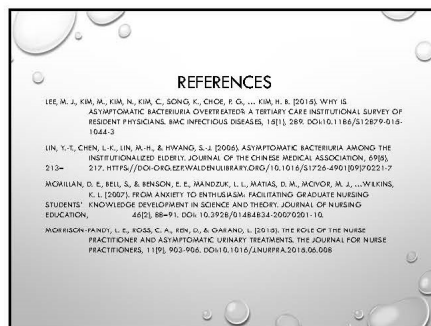 REFERENCES
LEE, M. J., KIM, M., KIM, N., KIM, C., SONG, K., CHOE, P. G., ... KIM, H. B. (2015). WHY IS
ASYMPTOMATIC BACTERIURIA OVERTREATED?: A TERTIARY CARE INSTITUTIONAL SURVEY OF
RESIDENT PHYSICIANS. BMC INFECTIOUS DISEASES, 15(1), 289. DOI:10.1186/S12879-015-
1044-3
LIN, Y.-T., CHEN, L.-K., LIN, M.-H., & HWANG, S.-J. (2006). ASYMPTOMATIC BACTERIURIA AMONG THE
INSTITUTIONALIZED ELDERLY. JOURNAL OF THE CHINESE MEDICAL ASSOCIATION, 69(5),
213– 217. HTTPS://DOI-ORG.EZP.WALDENULIBRARY.ORG/10.1016/S1726-4901(09)70221-7
MCMILLAN, D. E., BELL, S., & BENSON, E. E., MANDZUK, L. L., MATIAS, D. M., MCIVOR, M. J., ...WILKINS,
K. L. (2007). FROM ANXIETY TO ENTHUSIASM: FACILITATING GRADUATE NURSING
STUDENTS' KNOWLEDGE DEVELOPMENT IN SCIENCE AND THEORY. JOURNAL OF NURSING
EDUCATION, 46(2), 88–91. DOI: 10.3928/01484834-20070201-10.
MORRISON-PANDY, L. E., ROSS, C. A., REN, D., & GARAND, L. (2015). THE ROLE OF THE NURSE
PRACTITIONER AND ASYMPTOMATIC URINARY TREATMENTS. THE JOURNAL FOR NURSE
PRACTITIONERS, 11(9), 903-906. DOI:10.1016/J.NURPRA.2015.06.008